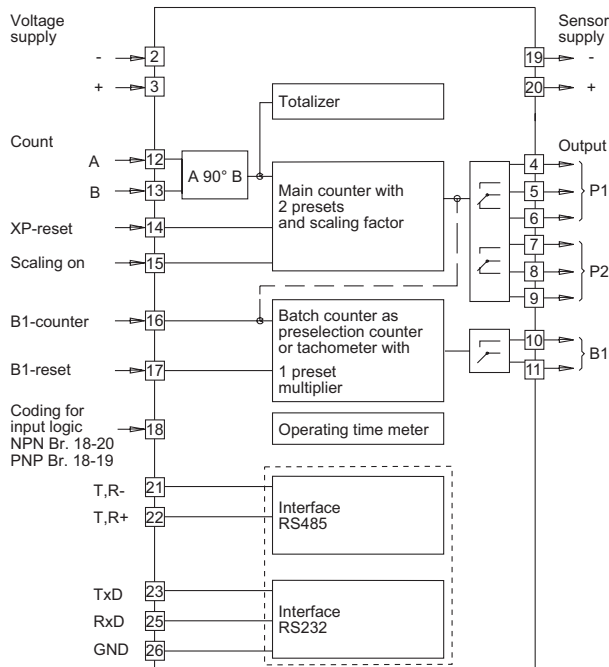 Voltage
supply
Sensor
supply
- 2
19 -
+ 3
20 +
Totalizer
Count
Output
A 12
B 13
A 90° B
Main counter with
2 presets
and scaling factor
4
5
6
P1
XP-reset 14
Scaling on 15
7
8
9
P2
B1-counter 16
Batch counter as
preselection counter
or tachometer with
1 preset
multiplier
10
11
B1
B1-reset 17
Coding for
input logic
NPN Br. 18-20
PNP Br. 18-19
18
Operating time meter
T,R- 21
T,R+ 22
Interface
RS485
TxD 23
RxD 25
GND 26
Interface
RS232